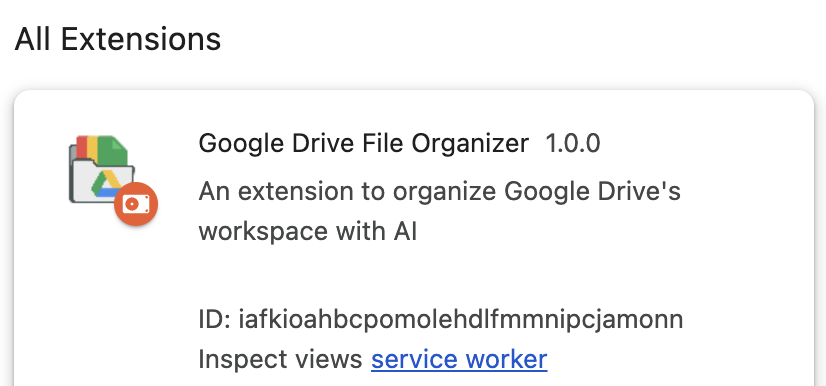 All Extensions
Google Drive File Organizer 1.0.0
An extension to organize Google Drive's
workspace with AI
ID: iafkioahbcpomolehdlfmmnipcjamonn
Inspect views service worker